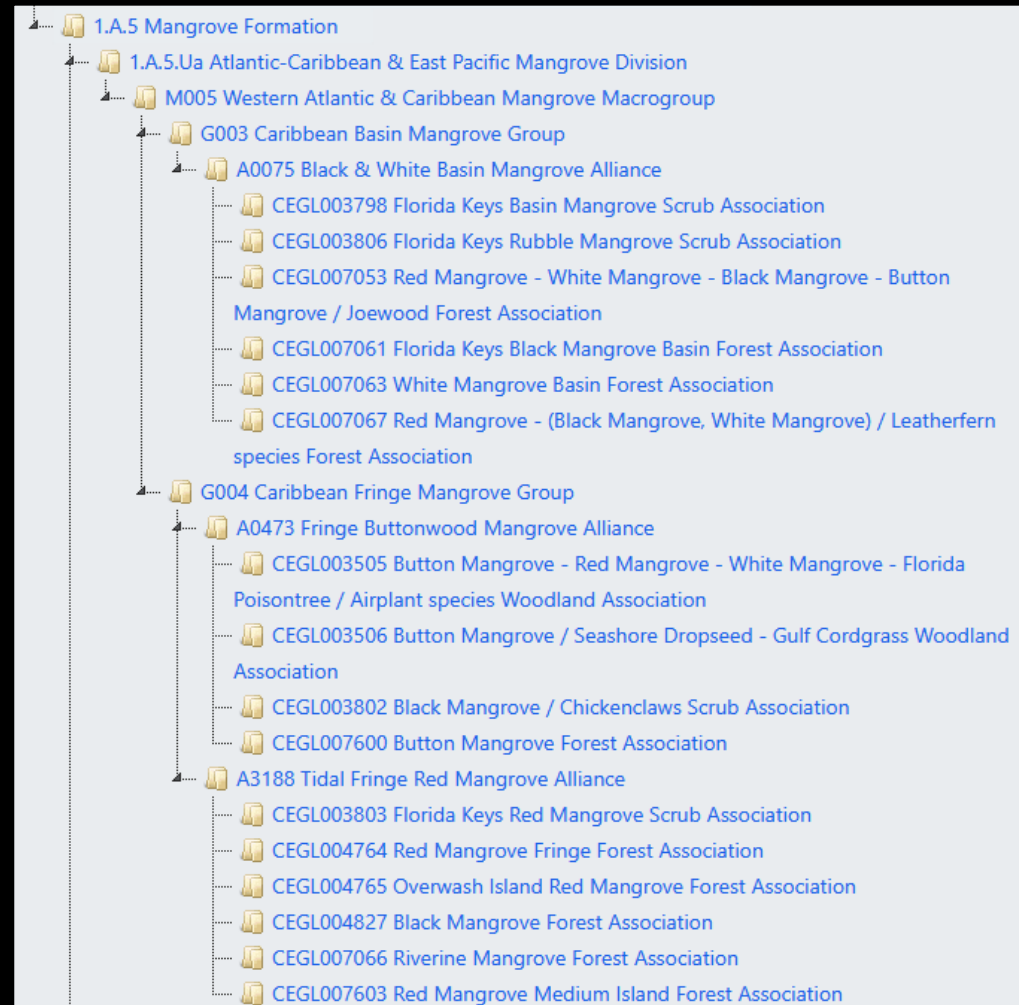 1.A.5 Mangrove Formation
1.A.5.Ua Atlantic-Caribbean & East Pacific Mangrove Division
M005 Western Atlantic & Caribbean Mangrove Macrogroup
G003 Caribbean Basin Mangrove Group
A0075 Black & White Basin Mangrove Alliance
CEGL003798 Florida Keys Basin Mangrove Scrub Association
CEGL003806 Florida Keys Rubble Mangrove Scrub Association
CEGL007053 Red Mangrove - White Mangrove - Black Mangrove - Button
Mangrove / Joewood Forest Association
CEGL007061 Florida Keys Black Mangrove Basin Forest Association
CEGL007063 White Mangrove Basin Forest Association
CEGL007067 Red Mangrove - (Black Mangrove, White Mangrove) / Leatherfern
species Forest Association
G004 Caribbean Fringe Mangrove Group
A0473 Fringe Buttonwood Mangrove Alliance
CEGL003505 Button Mangrove - Red Mangrove - White Mangrove - Florida
Poisontree / Airplant species Woodland Association
CEGL003506 Button Mangrove / Seashore Dropseed - Gulf Cordgrass Woodland
Association
CEGL003802 Black Mangrove / Chickenclaws Scrub Association
CEGL007600 Button Mangrove Forest Association
A3188 Tidal Fringe Red Mangrove Alliance
CEGL003803 Florida Keys Red Mangrove Scrub Association
CEGL004764 Red Mangrove Fringe Forest Association
CEGL004765 Overwash Island Red Mangrove Forest Association
CEGL004827 Black Mangrove Forest Association
CEGL007066 Riverine Mangrove Forest Association
CEGL007603 Red Mangrove Medium Island Forest Association